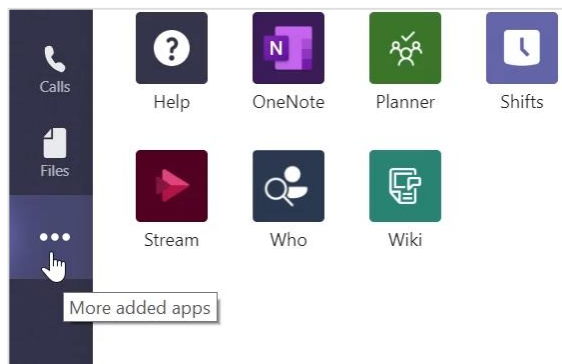 Calls
Files
More added apps
N
Help
OneNote
Planner
Shifts
Stream
Who
Wiki